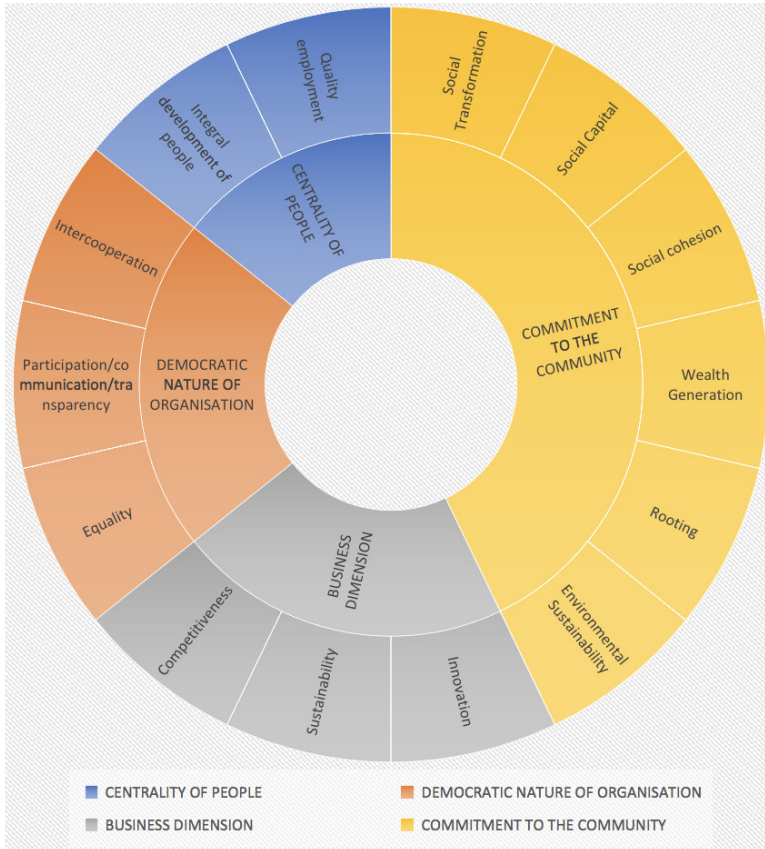 Quality
employment
Integral
development of
people
CENTRALITY OF
PEOPLE
Social
Transformation
Social Capital
Social cohesion
Wealth
Generation
Rooting
Environmental
Sustainability
COMMITMENT
TO THE
COMMUNITY
Intercooperation
Participation/co
mmunication/tra
nsparency
Equality
DEMOCRATIC
NATURE OF
ORGANISATION
BUSINESS
DIMENSION
Competitiveness
Sustainability
Innovation
CENTRALITY OF PEOPLE
DEMOCRATIC NATURE OF ORGANISATION
BUSINESS DIMENSION
COMMITMENT TO THE COMMUNITY